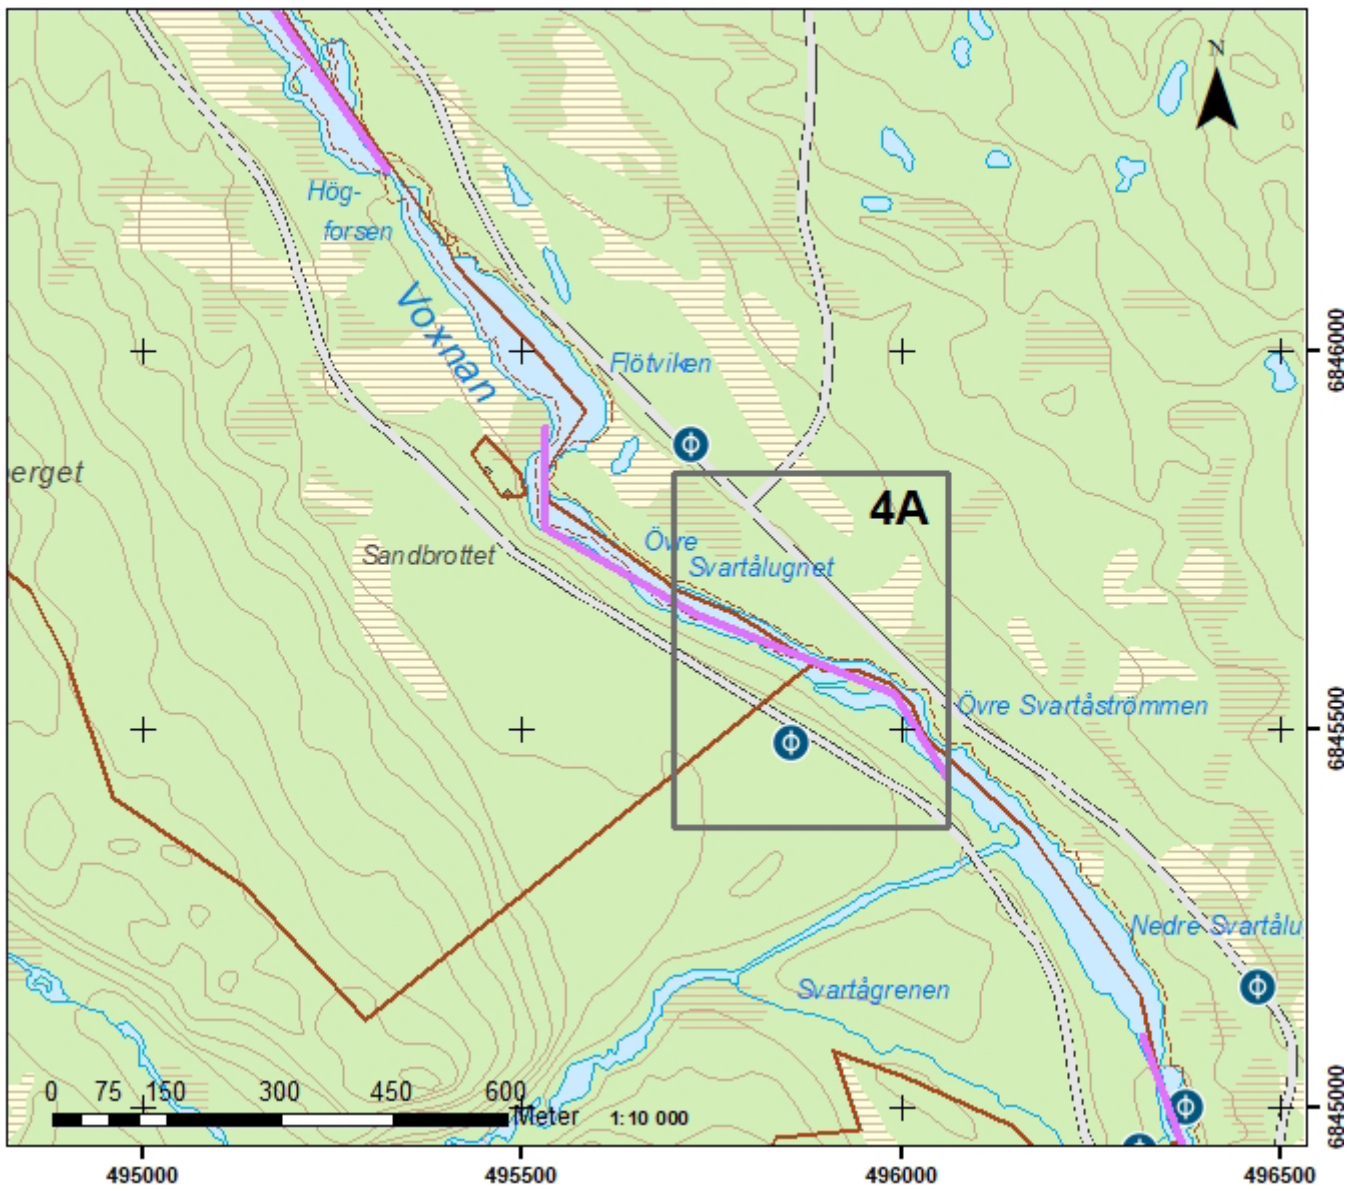 N
Hög-
forsen
Voxnan
Flötviken
6846000
erget
4A
Sandbrottet
Övre
Svartålugnet
Övre Svartåströmmen
6845500
Nedre Svartålu
Svartågrenen
0 75 150 300 450 600
Meter 1:10 000
6845000
495000 495500 496000 496500